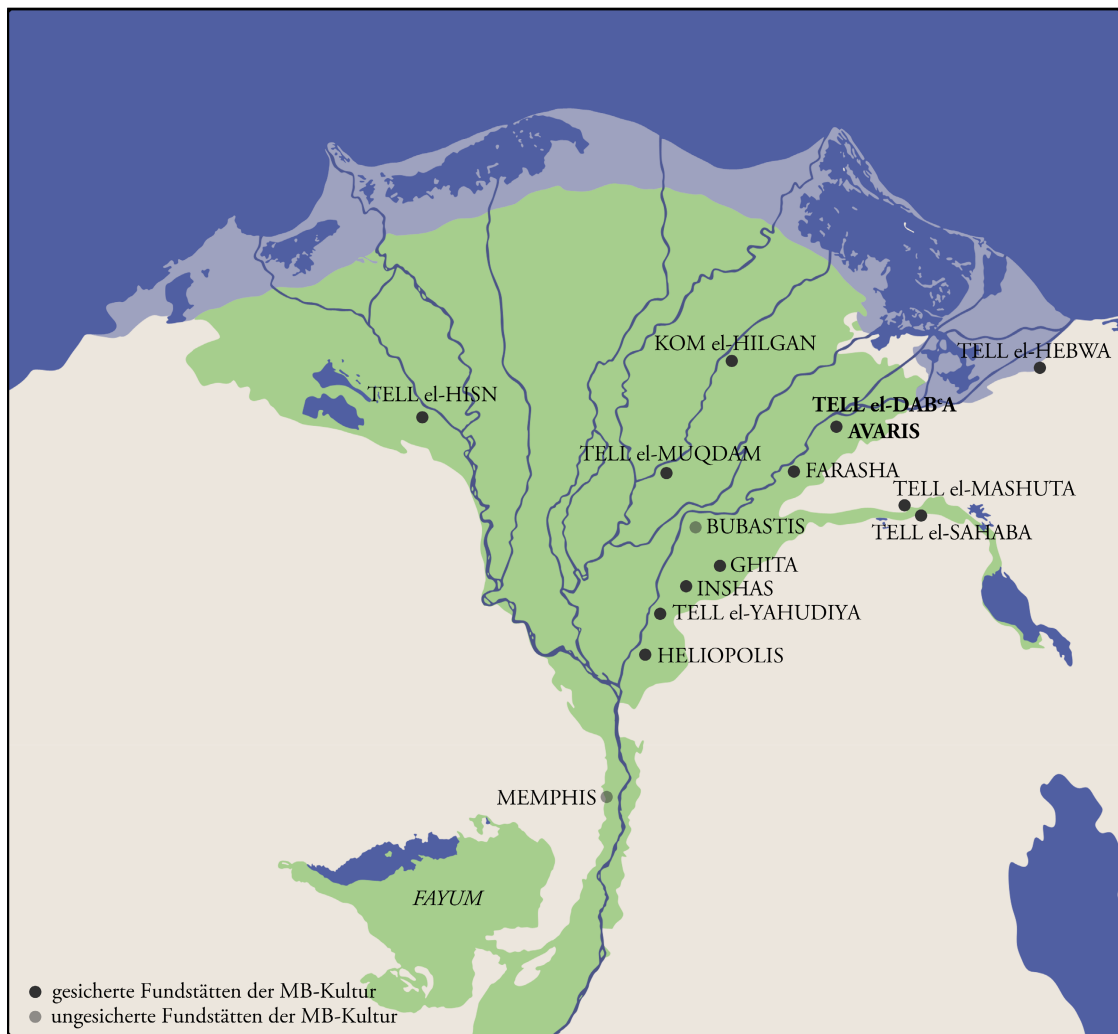 KOM el-HILGAN
TELL el-HEBWA
TELL el-HISN
TELL el-DABᶜA
AVARIS
TELL el-MUQDAM
FARASHA
TELL el-MASHUTA
BUBASTIS
TELL el-SAHABA
GHITA
INSHAS
TELL el-YAHUDIYA
HELIOPOLIS
MEMPHIS
FAYUM
gesicherte Fundstätten der MB-Kultur
ungesicherte Fundstätten der MB-Kultur